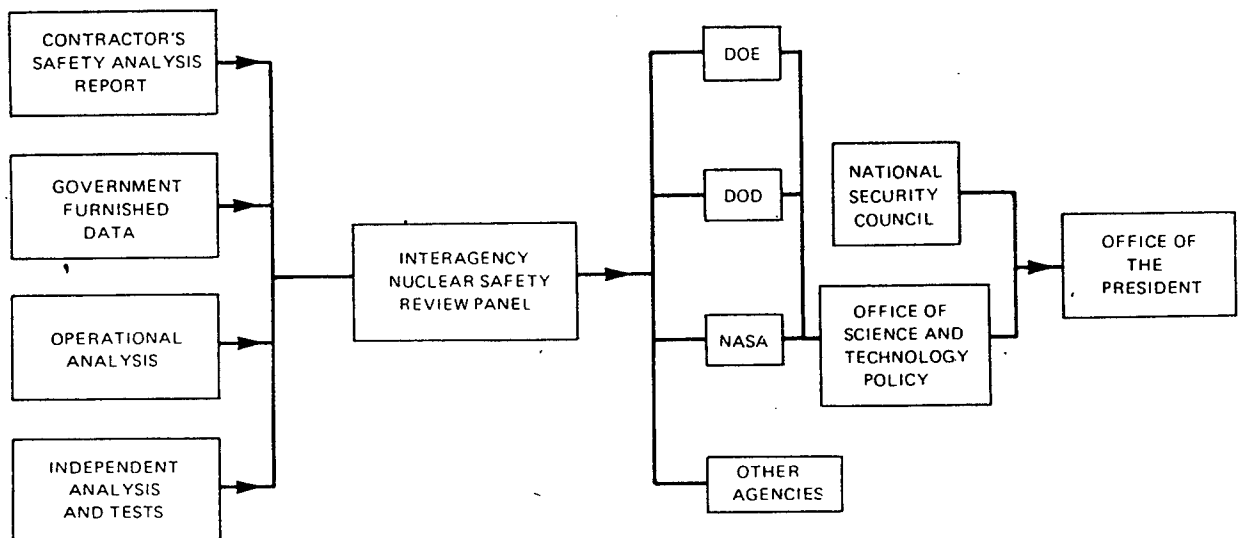 CONTRACTOR'S
SAFETY ANALYSIS
REPORT
GOVERNMENT
FURNISHED
DATA
OPERATIONAL
ANALYSIS
INDEPENDENT
ANALYSIS
AND TESTS
INTERAGENCY
NUCLEAR SAFETY
REVIEW PANEL
DOE
DOD
NASA
OTHER
AGENCIES
NATIONAL
SECURITY
COUNCIL
OFFICE OF
SCIENCE AND
TECHNOLOGY
POLICY
OFFICE OF
THE
PRESIDENT